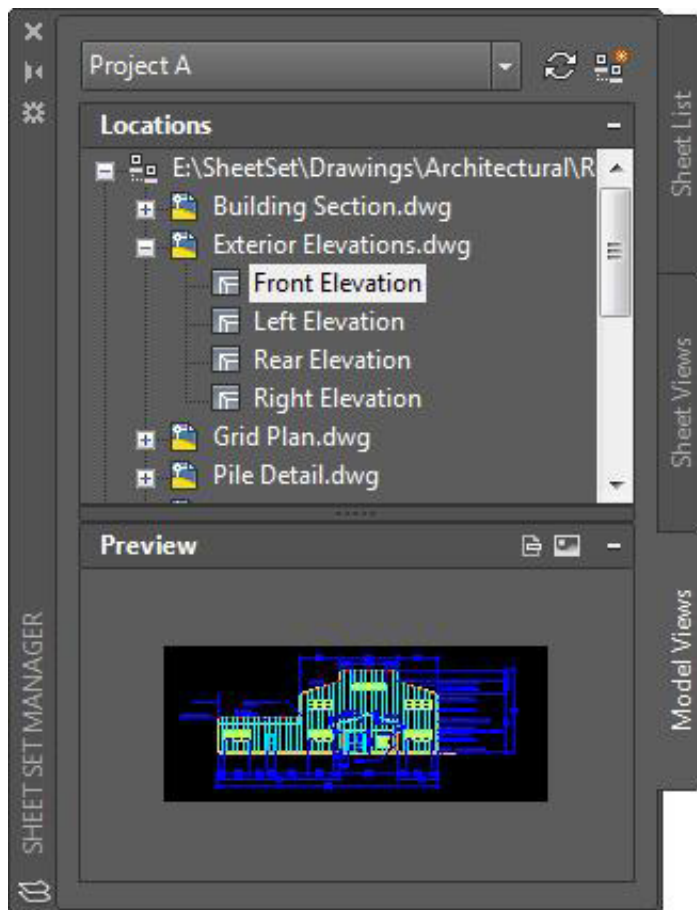 Project A
Locations
E:\SheetSet\Drawings\Architectural\R
Building Section.dwg
Exterior Elevations.dwg
Front Elevation
Left Elevation
Rear Elevation
Right Elevation
Grid Plan.dwg
Pile Detail.dwg
Preview
SHEET SET MANAGER
Sheet List
Sheet Views
Model Views